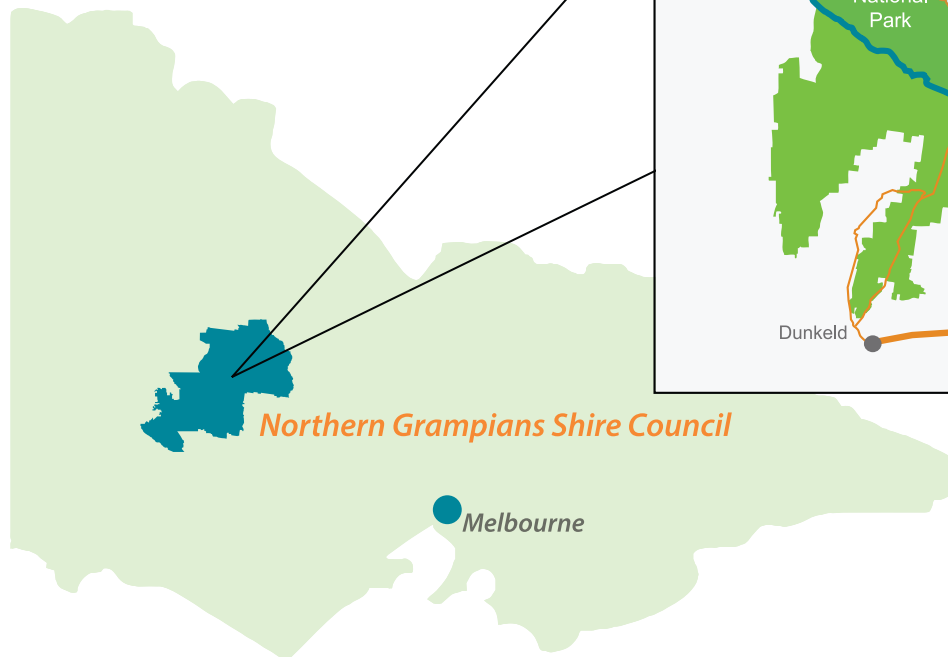 National
Park
Dunkeld
Northern Grampians Shire Council
Melbourne